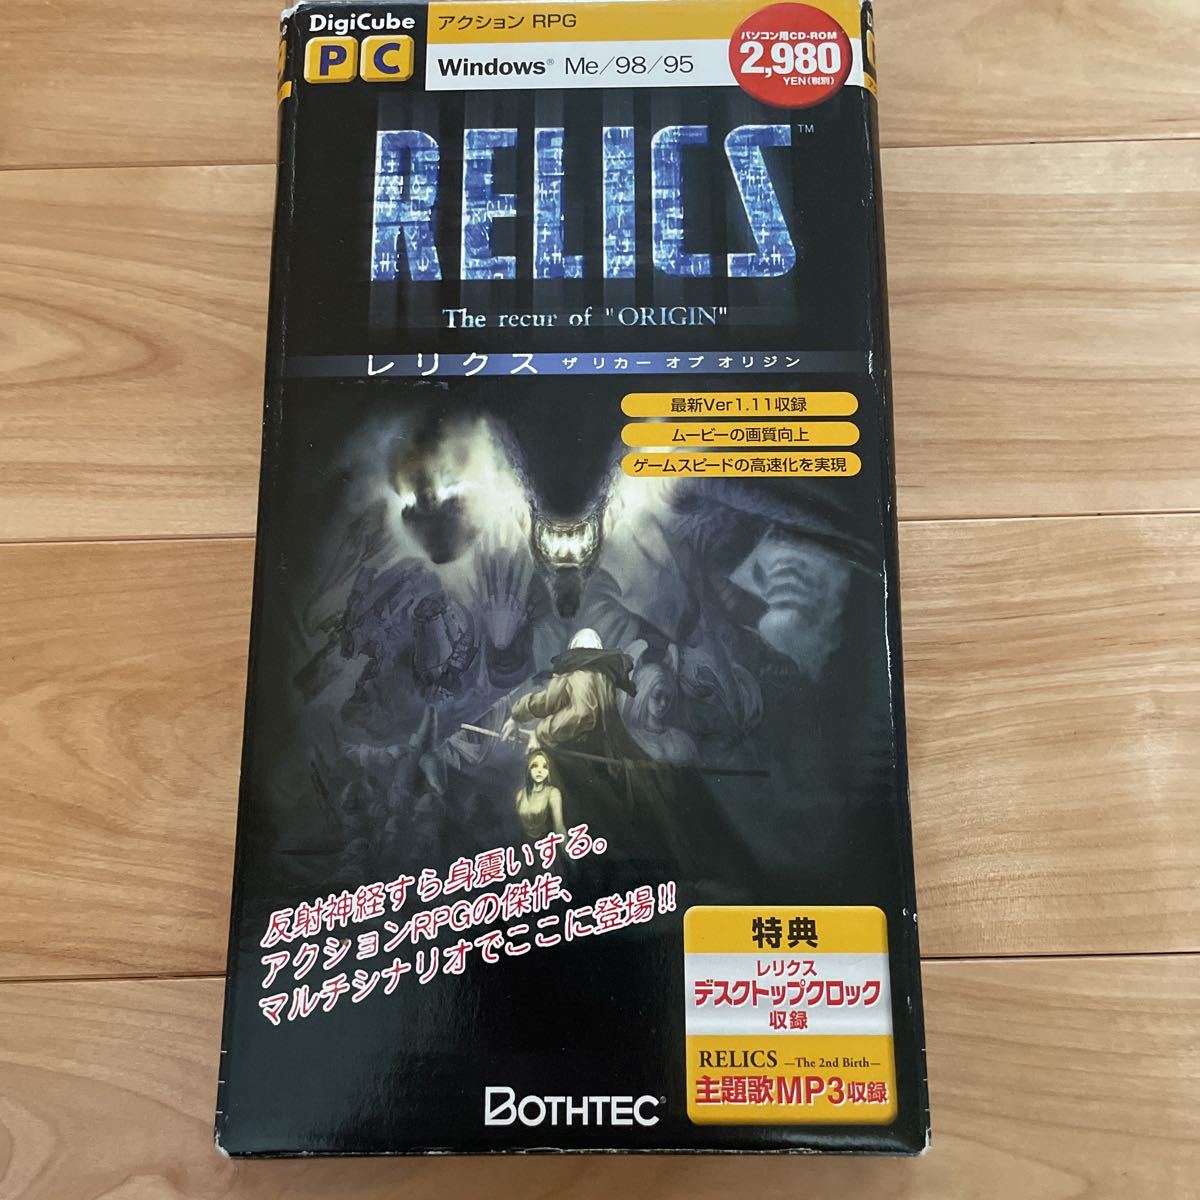 DigiCube
PC
アクション RPG
Windows® Me/98/95
パソコン用CD-ROM
2,980
YEN(税別)
RELICS™
The recur of "ORIGIN"
レリクス ザ リカー オブ オリジン
最新Ver1.11収録
ムービーの画質向上
ゲームスピードの高速化を実現
反射神経すら身震いする。
アクションRPGの傑作、
マルチシナリオでここに登場!!
特典
レリクス
デスクトップクロック
収録
RELICS —The 2nd Birth—
主題歌MP3収録
BOTHTEC®